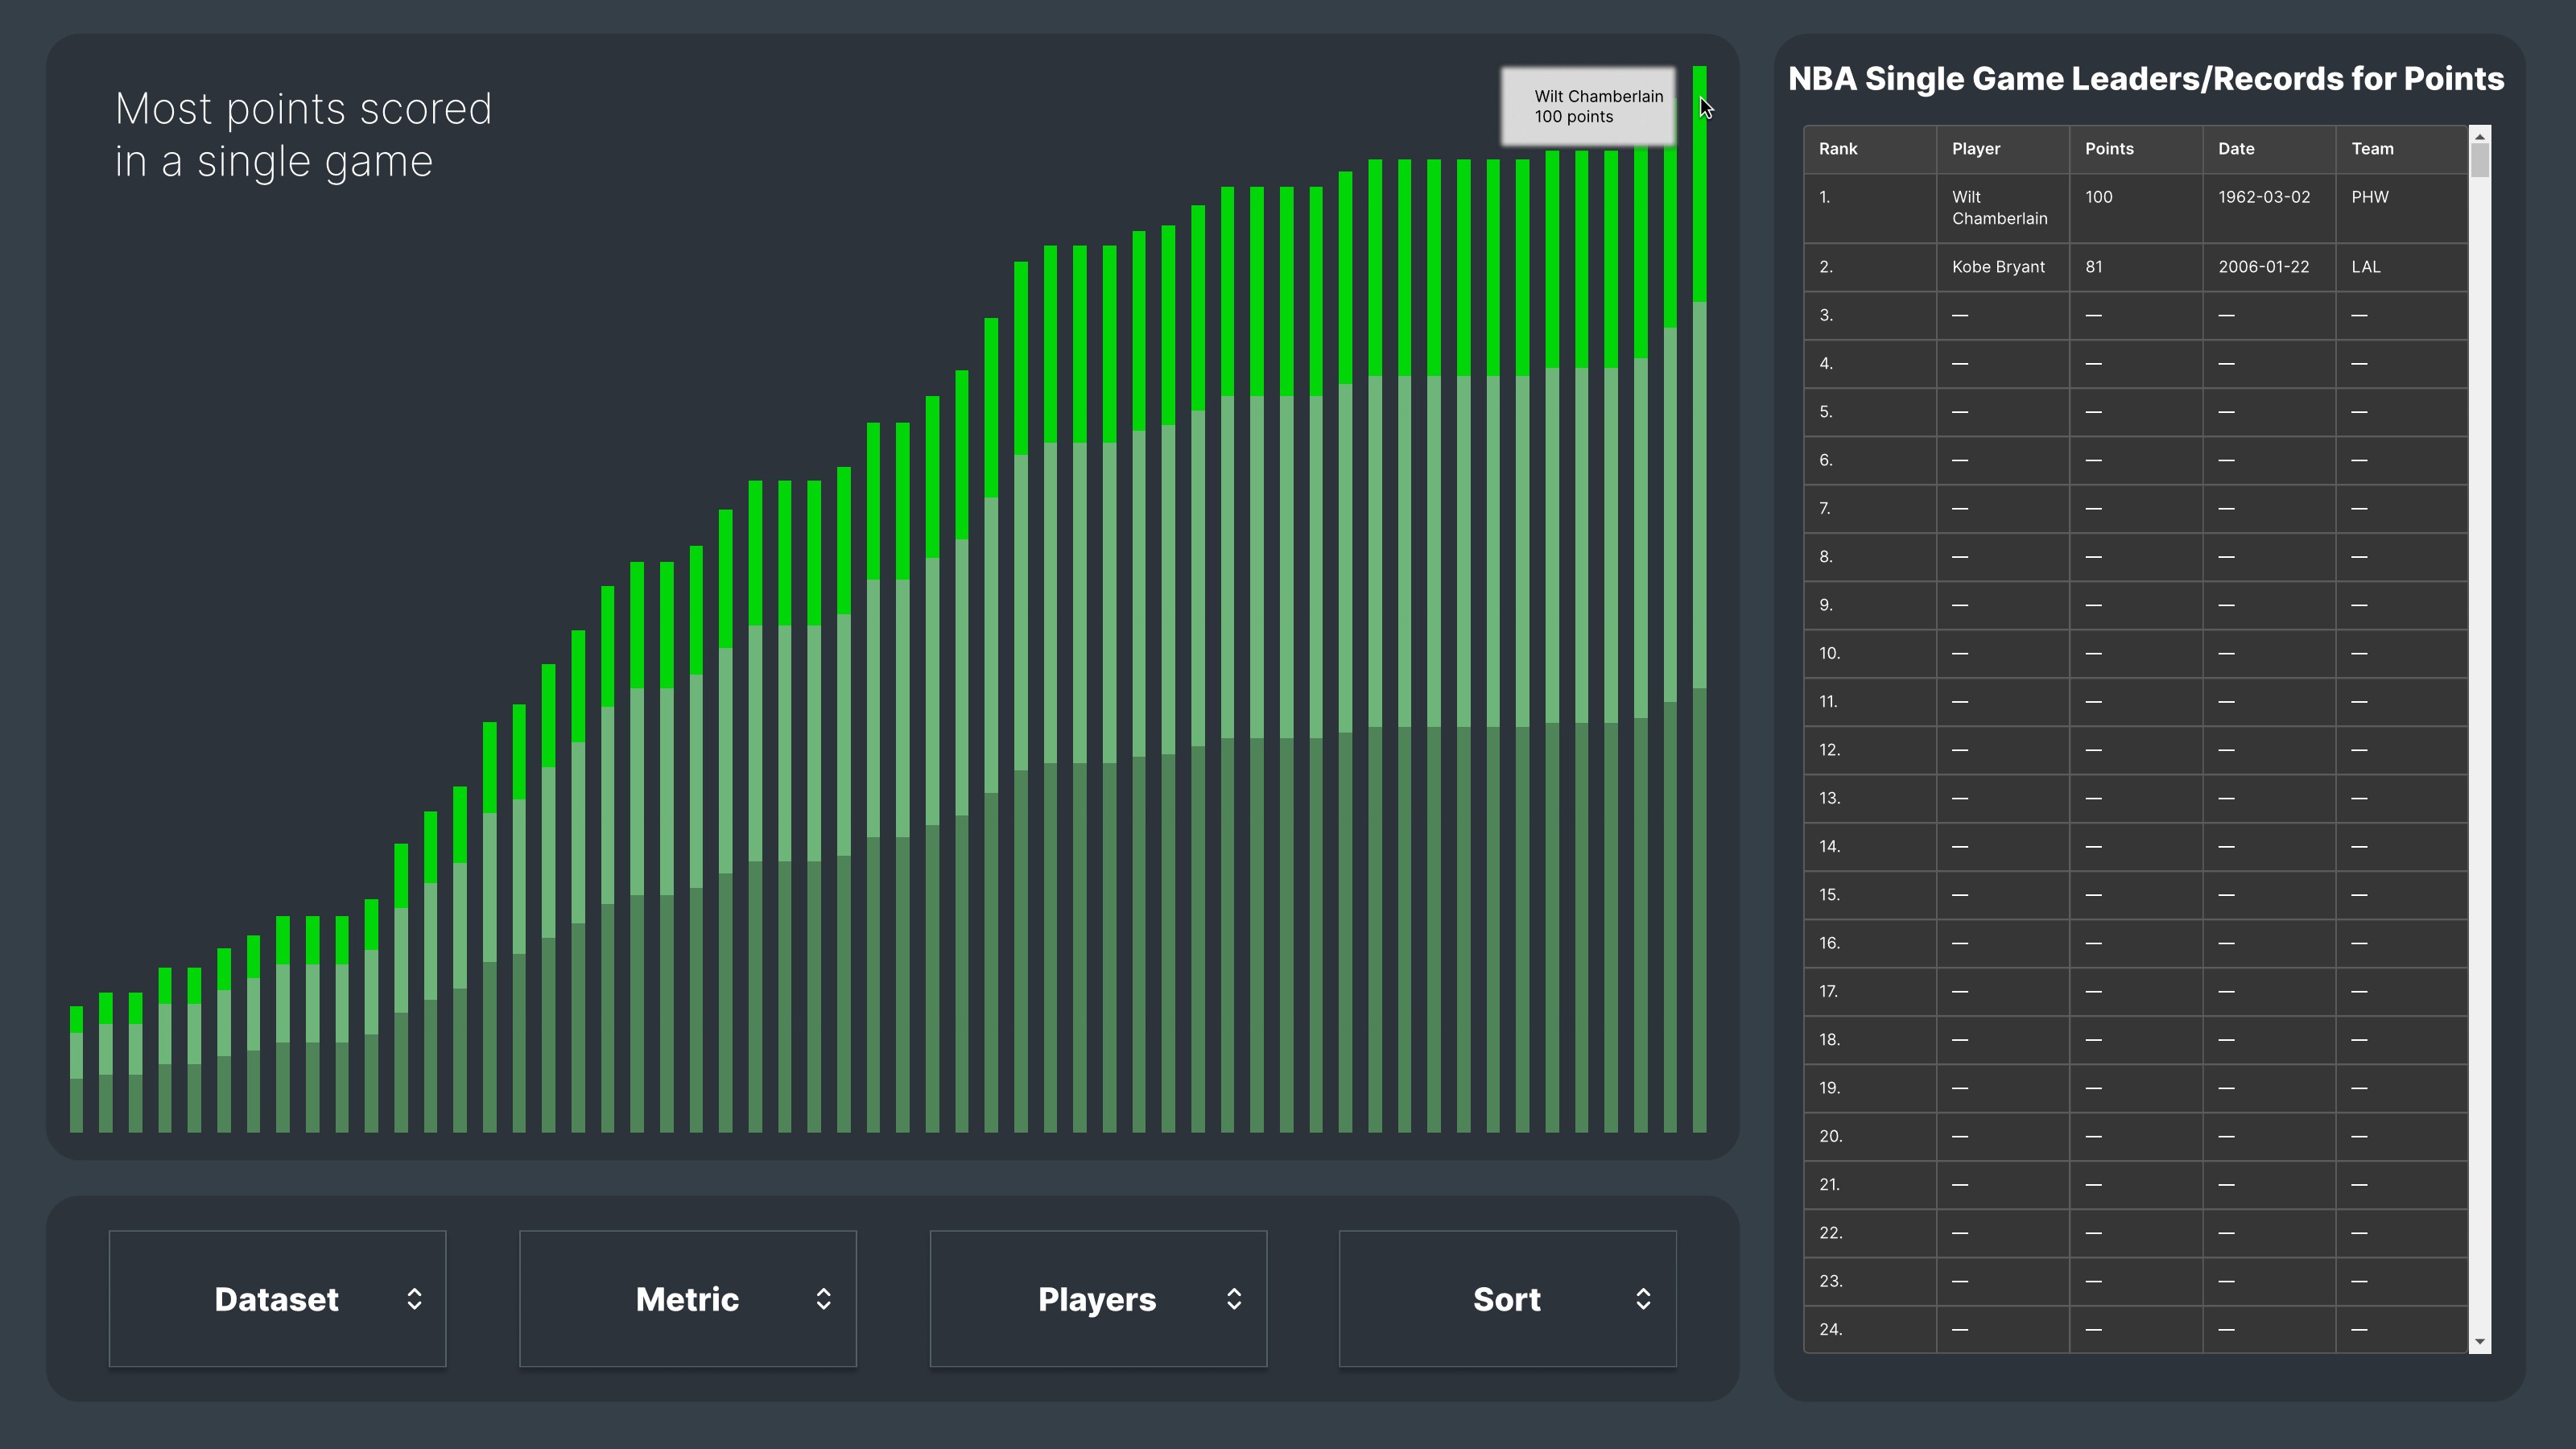 Most points scored
in a single game
Wilt Chamberlain
100 points
Dataset
Metric
Players
Sort
NBA Single Game Leaders/Records for Points
Rank Player Points Date Team
1. Wilt Chamberlain 100 1962-03-02 PHW
2. Kobe Bryant 81 2006-01-22 LAL
3. — — — —
4. — — — —
5. — — — —
6. — — — —
7. — — — —
8. — — — —
9. — — — —
10. — — — —
11. — — — —
12. — — — —
13. — — — —
14. — — — —
15. — — — —
16. — — — —
17. — — — —
18. — — — —
19. — — — —
20. — — — —
21. — — — —
22. — — — —
23. — — — —
24. — — — —